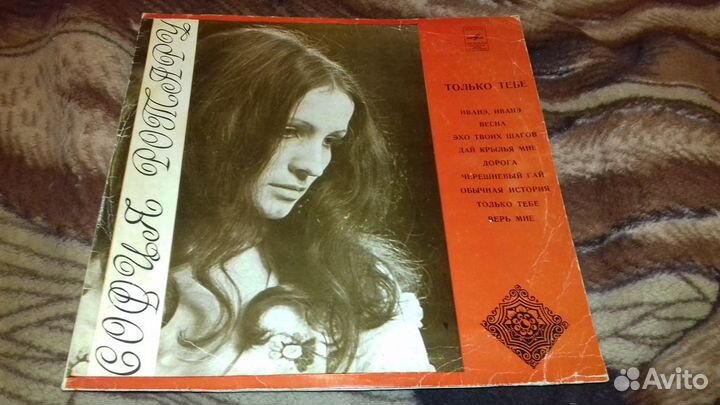 СОФИЯ РОТАРУ
ТОЛЬКО ТЕБЕ
ИВАНЭ, ИВАНЭ
ВЕСНА
ЭХО ТВОИХ ШАГОВ
ДАЙ КРЫЛЬЯ МНЕ
ДОРОГА
ЧЕРЕШНЕВЫЙ ГАЙ
ОБЫЧНАЯ ИСТОРИЯ
ТОЛЬКО ТЕБЕ
ВЕРЬ МНЕ
Avito